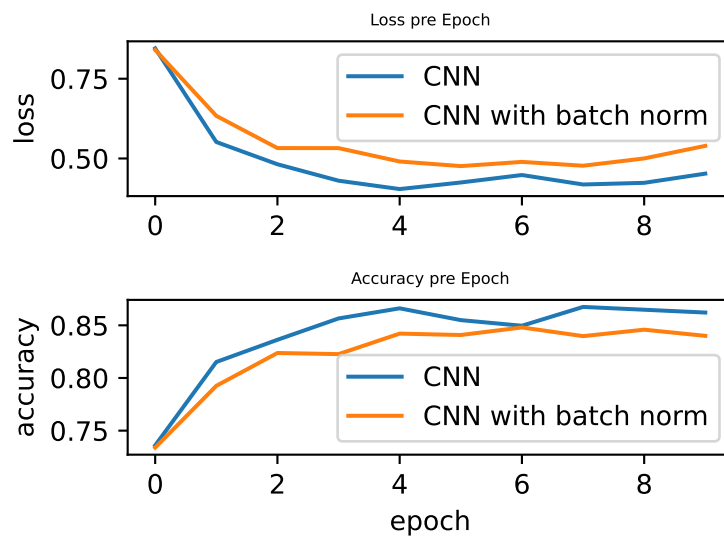 Loss pre Epoch
loss
0.75
0.50
CNN
CNN with batch norm
0 2 4 6 8
Accuracy pre Epoch
accuracy
0.85
0.80
0.75
CNN
CNN with batch norm
0 2 4 6 8
epoch